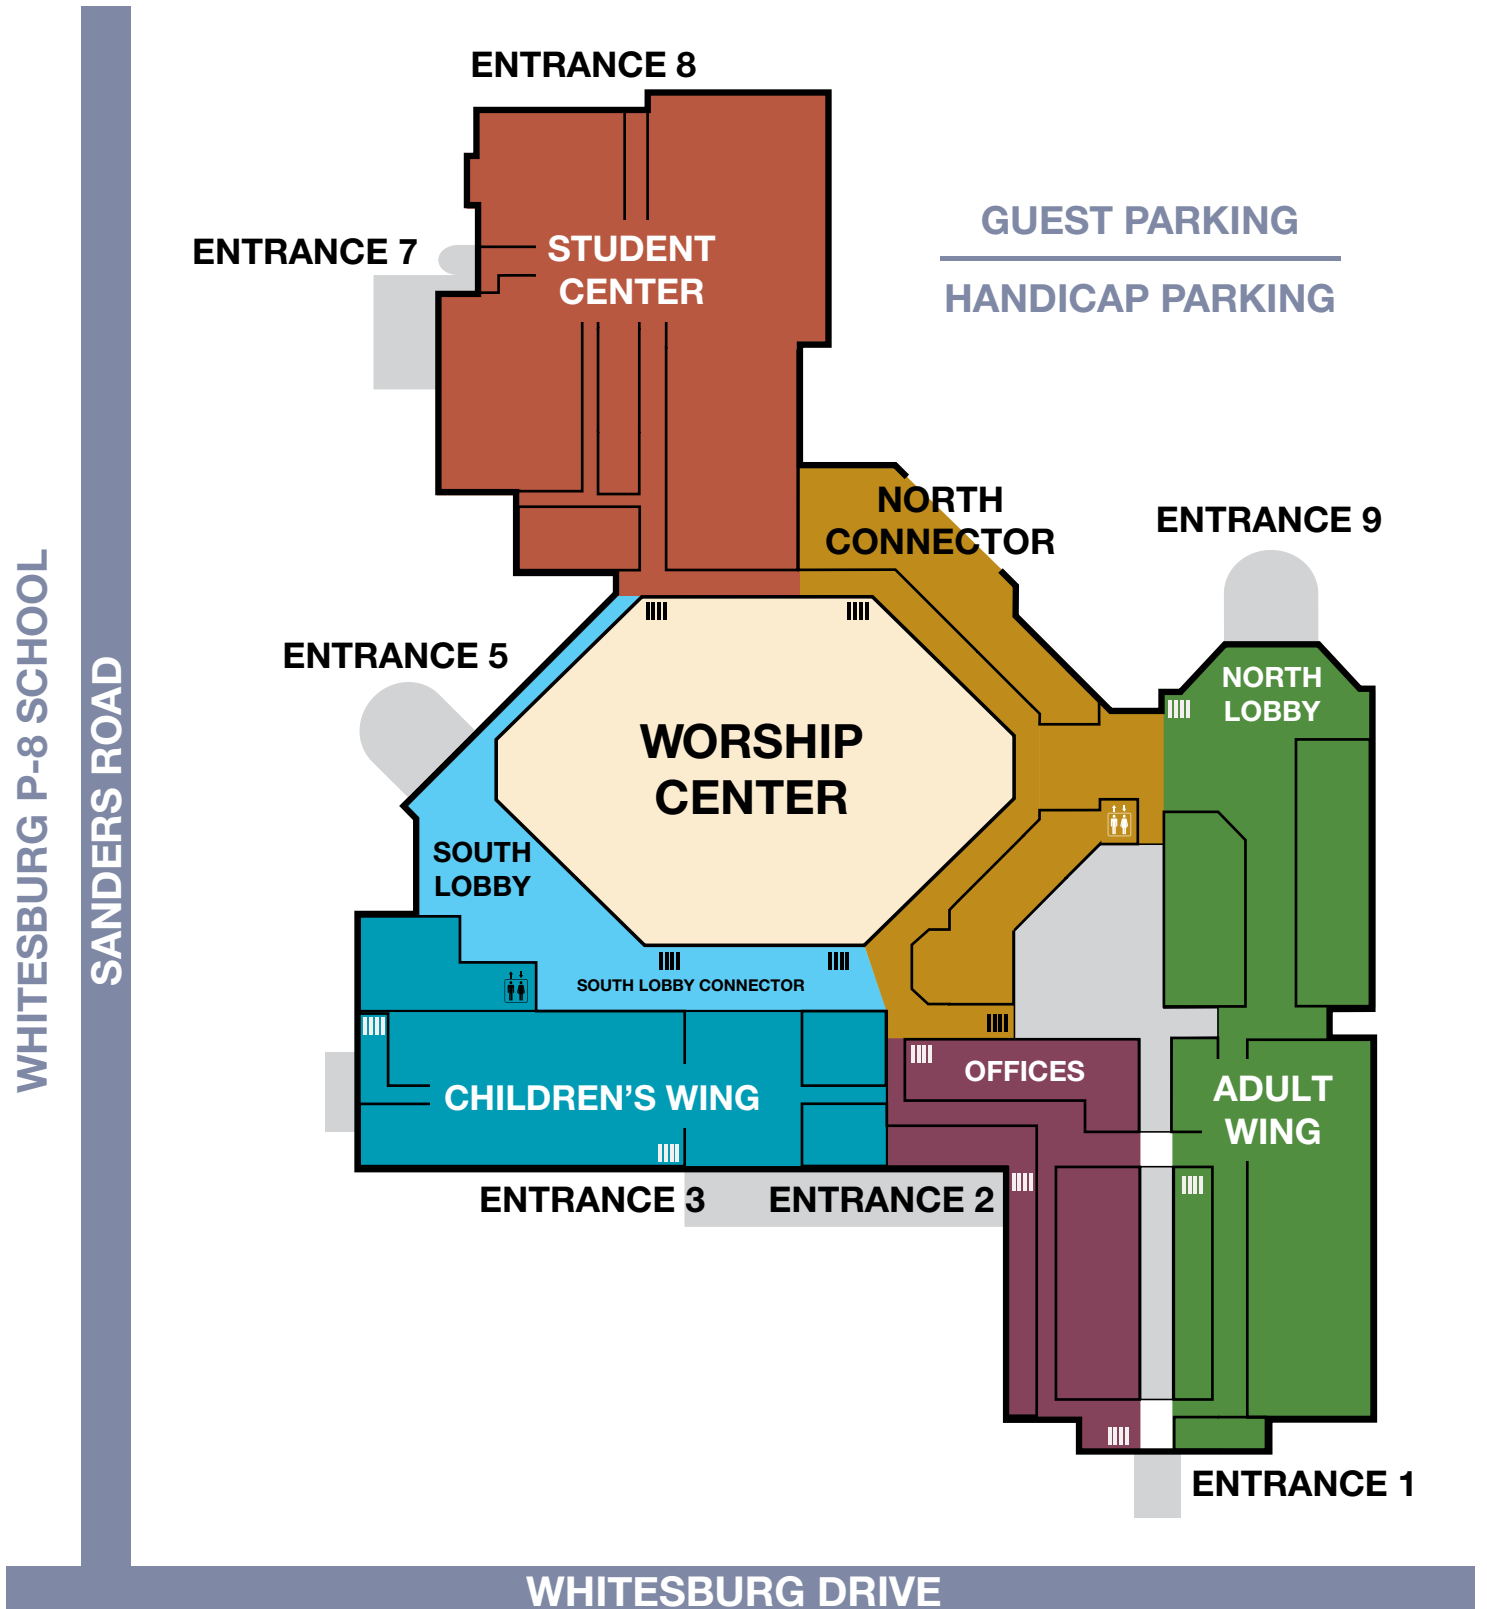 ENTRANCE 8
GUEST PARKING
HANDICAP PARKING
ENTRANCE 7
STUDENT
CENTER
NORTH
CONNECTOR
ENTRANCE 9
ENTRANCE 5
NORTH
LOBBY
WORSHIP
CENTER
SOUTH
LOBBY
SOUTH LOBBY CONNECTOR
WHITESBURG P-8 SCHOOL
SANDERS ROAD
CHILDREN'S WING
OFFICES
ADULT
WING
ENTRANCE 3
ENTRANCE 2
ENTRANCE 1
WHITESBURG DRIVE